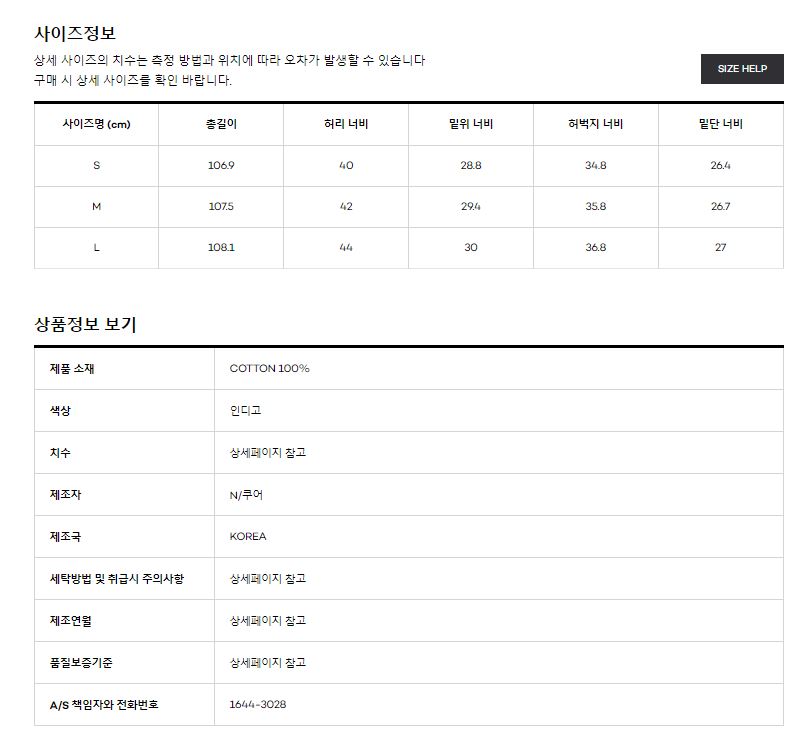 사이즈정보
상세 사이즈의 치수는 측정 방법과 위치에 따라 오차가 발생할 수 있습니다
구매 시 상세 사이즈를 확인 바랍니다.
SIZE HELP
사이즈명 (cm) 총길이 허리 너비 밑위 너비 허벅지 너비 밑단 너비
S 106.9 40 28.8 34.8 26.4
M 107.5 42 29.4 35.8 26.7
L 108.1 44 30 36.8 27
상품정보 보기
제품 소재 COTTON 100%
색상 인디고
치수 상세페이지 참고
제조자 N/쿠어
제조국 KOREA
세탁방법 및 취급시 주의사항 상세페이지 참고
제조연월 상세페이지 참고
품질보증기준 상세페이지 참고
A/S 책임자와 전화번호 1644-3028